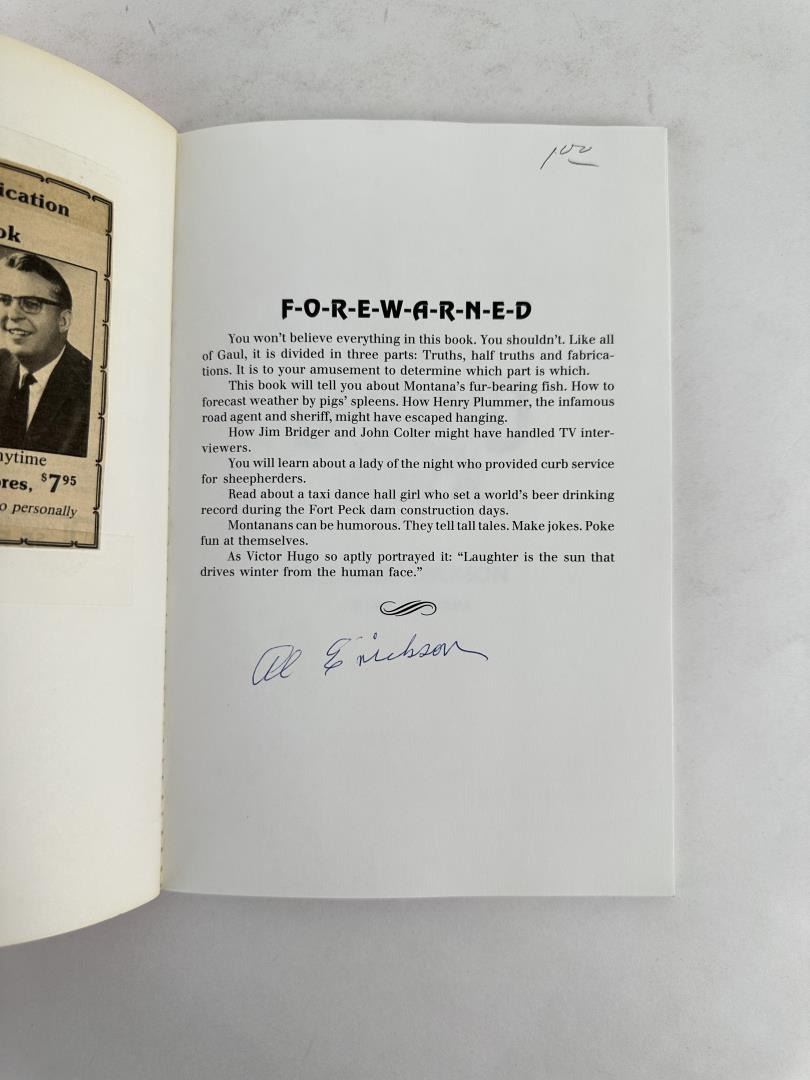 ication
ok
nytime
res, $7⁹⁵
o personally
1⁰⁰
F-O-R-E-W-A-R-N-E-D
You won't believe everything in this book. You shouldn't. Like all
of Gaul, it is divided in three parts: Truths, half truths and fabrica-
tions. It is to your amusement to determine which part is which.
This book will tell you about Montana's fur-bearing fish. How to
forecast weather by pigs' spleens. How Henry Plummer, the infamous
road agent and sheriff, might have escaped hanging.
How Jim Bridger and John Colter might have handled TV inter-
viewers.
You will learn about a lady of the night who provided curb service
for sheepherders.
Read about a taxi dance hall girl who set a world's beer drinking
record during the Fort Peck dam construction days.
Montanans can be humorous. They tell tall tales. Make jokes. Poke
fun at themselves.
As Victor Hugo so aptly portrayed it: “Laughter is the sun that
drives winter from the human face.”
Al Erickson